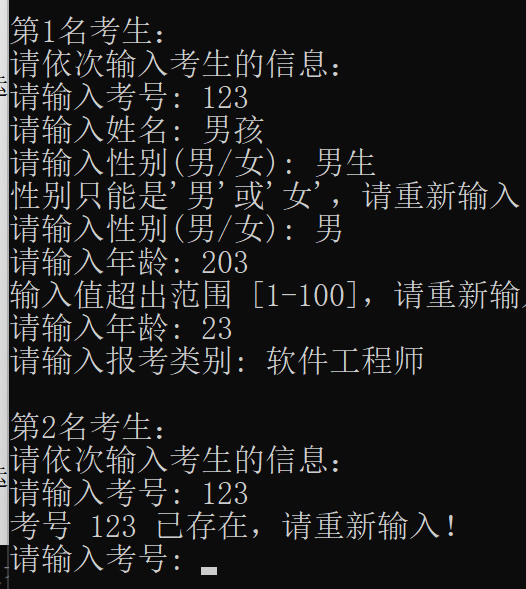 第1名考生：
请依次输入考生的信息：
请输入考号: 123
请输入姓名: 男孩
请输入性别(男/女): 男生
性别只能是'男'或'女'，请重新输入
请输入性别(男/女): 男
请输入年龄: 203
输入值超出范围 [1-100]，请重新输
请输入年龄: 23
请输入报考类别: 软件工程师
第2名考生：
请依次输入考生的信息：
请输入考号: 123
考号 123 已存在，请重新输入！
请输入考号: